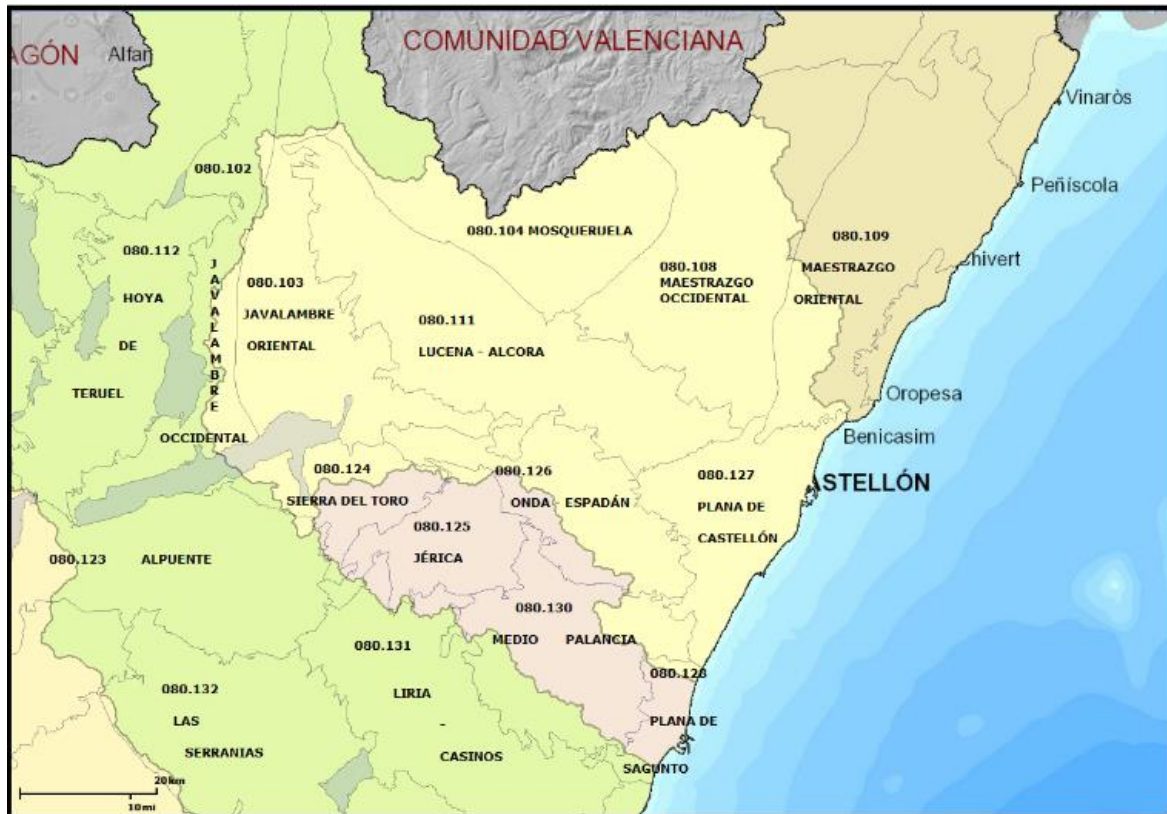 COMUNIDAD VALENCIANA
AGÓN
Alfar
Vinaròs
080.102
Peñíscola
080.104 MOSQUERUELA
080.109
MAESTRAZGO
ORIENTAL
080.112
HOYA
DE
TERUEL
JAVALAMBRE
OCCIDENTAL
080.103
JAVALAMBRE
ORIENTAL
080.108
MAESTRAZGO
OCCIDENTAL
Chivert
080.111
LUCENA - ALCORA
Oropesa
Benicasim
080.124
SIERRA DEL TORO
080.126
ONDA - ESPADÁN
080.127
PLANA DE
CASTELLÓN
ASTELLÓN
080.125
JÉRICA
080.123
ALPUENTE
080.130
MEDIO PALANCIA
080.131
LIRIA
-
CASINOS
080.128
PLANA DE
SAGUNTO
080.132
LAS
SERRANIAS
20km
10mi